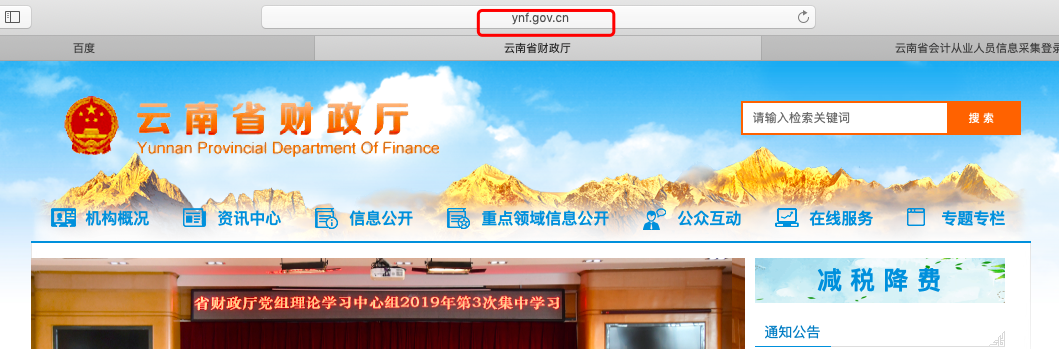 ynf.gov.cn
百度
云南省财政厅
云南省会计从业人员信息采集登录
云南省财政厅
Yunnan Provincial Department Of Finance
请输入检索关键词
搜 索
机构概况
资讯中心
信息公开
重点领域信息公开
公众互动
在线服务
专题专栏
省财政厅党组理论学习中心组2019年第3次集中学习
减税降费
通知公告